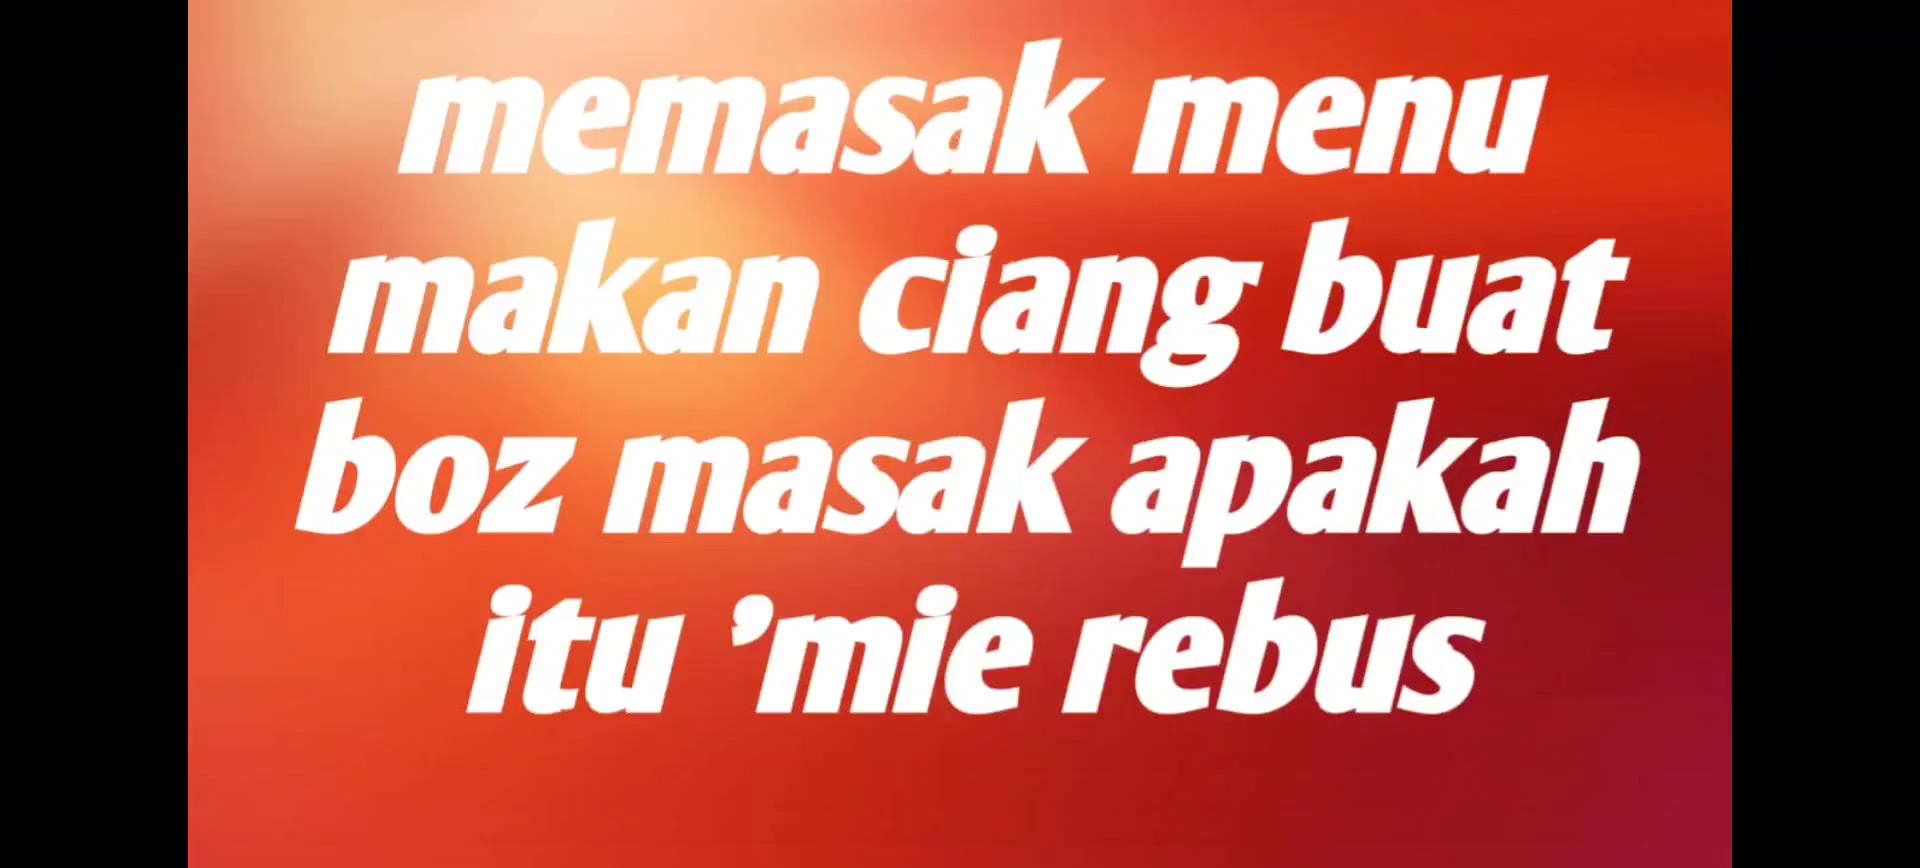 memasak menu
makan ciang buat
boz masak apakah
itu 'mie rebus